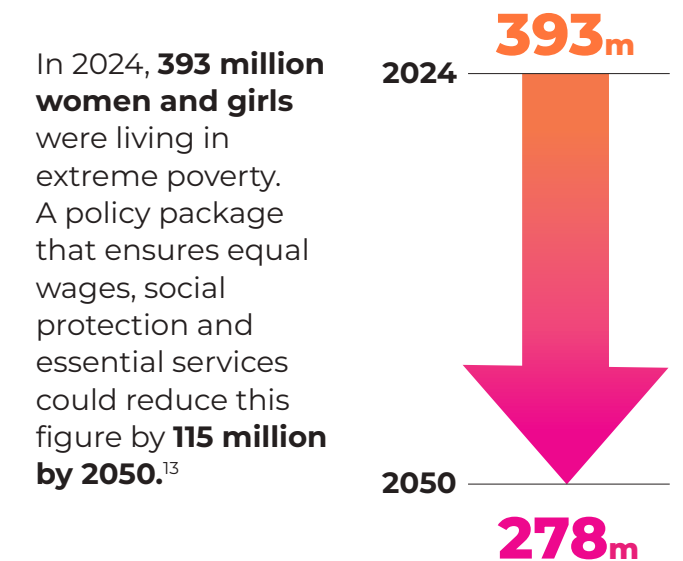 In 2024, 393 million
women and girls
were living in
extreme poverty.
A policy package
that ensures equal
wages, social
protection and
essential services
could reduce this
figure by 115 million
by 2050.13
393m
2024
2050
278m